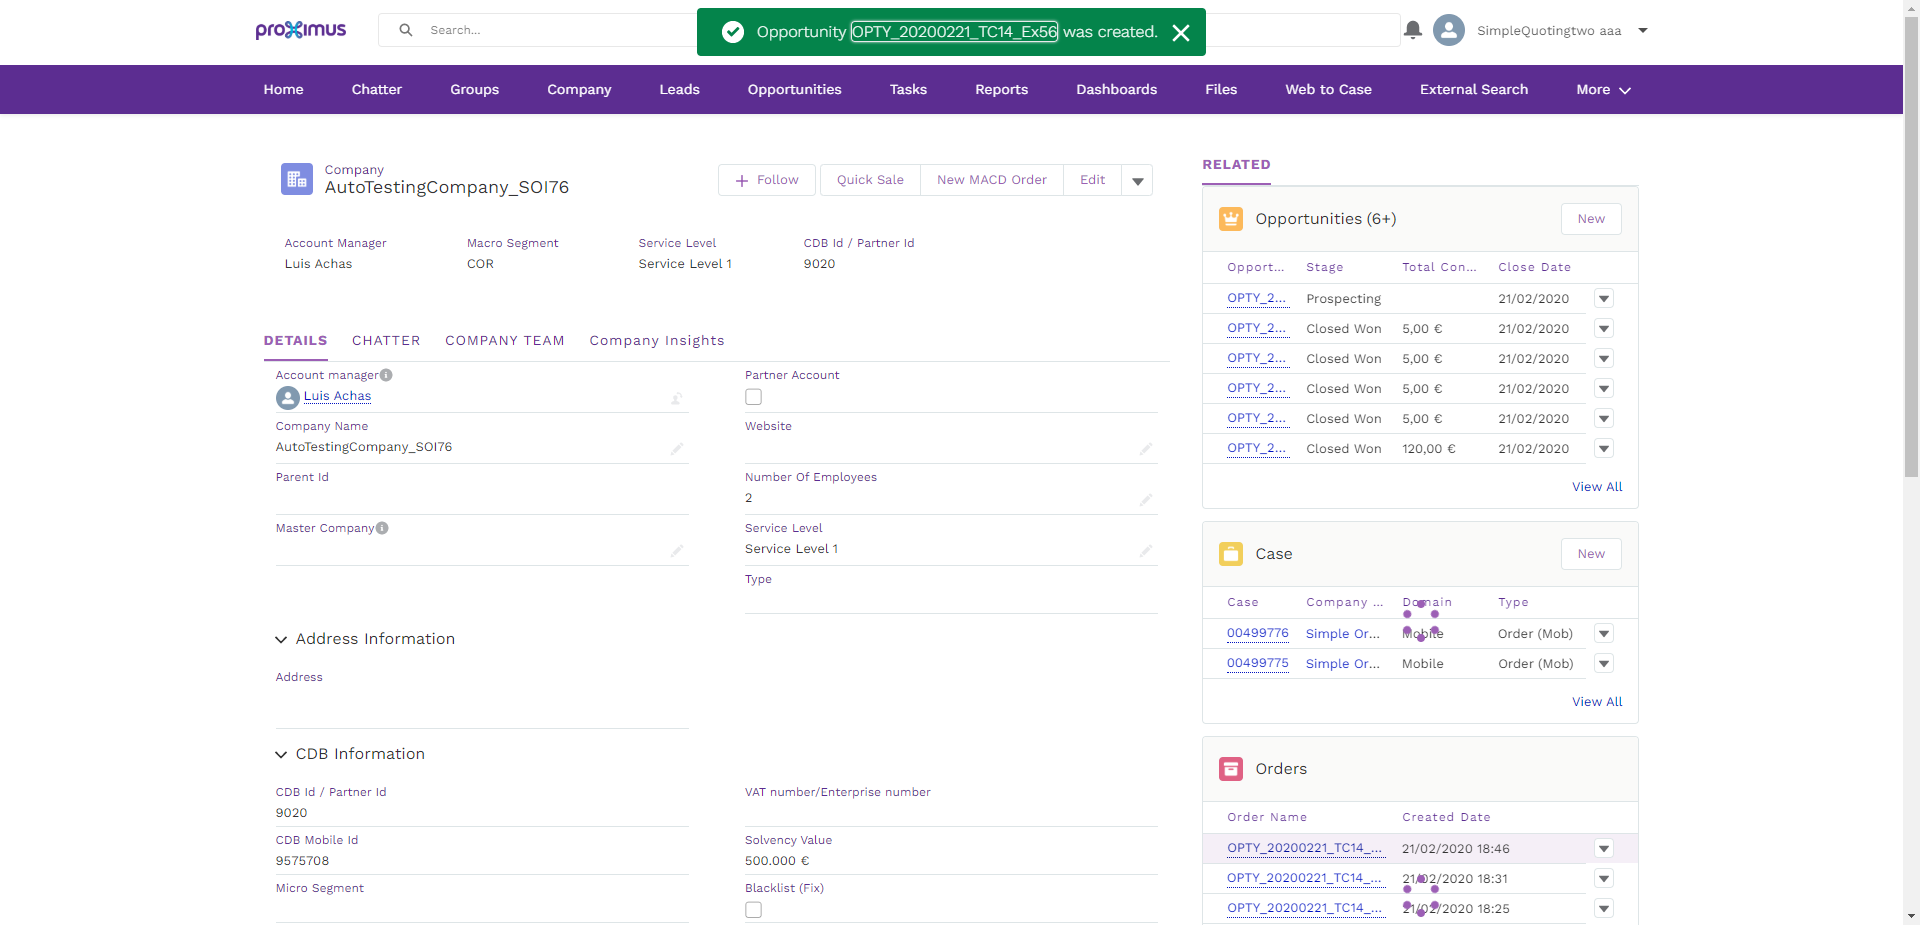 proximus
Search...
Opportunity OPTY_20200221_TC14_Ex56 was created.
SimpleQuotingtwo aaa
Home Chatter Groups Company Leads Opportunities Tasks Reports Dashboards Files Web to Case External Search More
Company
AutoTestingCompany_SOI76
Follow Quick Sale New MACD Order Edit
Account Manager Macro Segment Service Level CDB Id / Partner Id
Luis Achas COR Service Level 1 9020
DETAILS CHATTER COMPANY TEAM Company Insights
Account manager
Luis Achas
Partner Account
Company Name
AutoTestingCompany_SOI76
Website
Parent Id
Number Of Employees
2
Master Company
Service Level
Service Level 1
Type
Address Information
Address
CDB Information
CDB Id / Partner Id
9020
VAT number/Enterprise number
CDB Mobile Id
9575708
Solvency Value
500.000 €
Micro Segment
Blacklist (Fix)
RELATED
Opportunities (6+) New
Opport... Stage Total Con... Close Date
OPTY_2... Prospecting 21/02/2020
OPTY_2... Closed Won 5,00 € 21/02/2020
OPTY_2... Closed Won 5,00 € 21/02/2020
OPTY_2... Closed Won 5,00 € 21/02/2020
OPTY_2... Closed Won 5,00 € 21/02/2020
OPTY_2... Closed Won 120,00 € 21/02/2020
View All
Case New
Case Company ... Domain Type
00499776 Simple Or... Mobile Order (Mob)
00499775 Simple Or... Mobile Order (Mob)
View All
Orders
Order Name Created Date
OPTY_20200221_TC14_... 21/02/2020 18:46
OPTY_20200221_TC14_... 21/02/2020 18:31
OPTY_20200221_TC14_... 21/02/2020 18:25